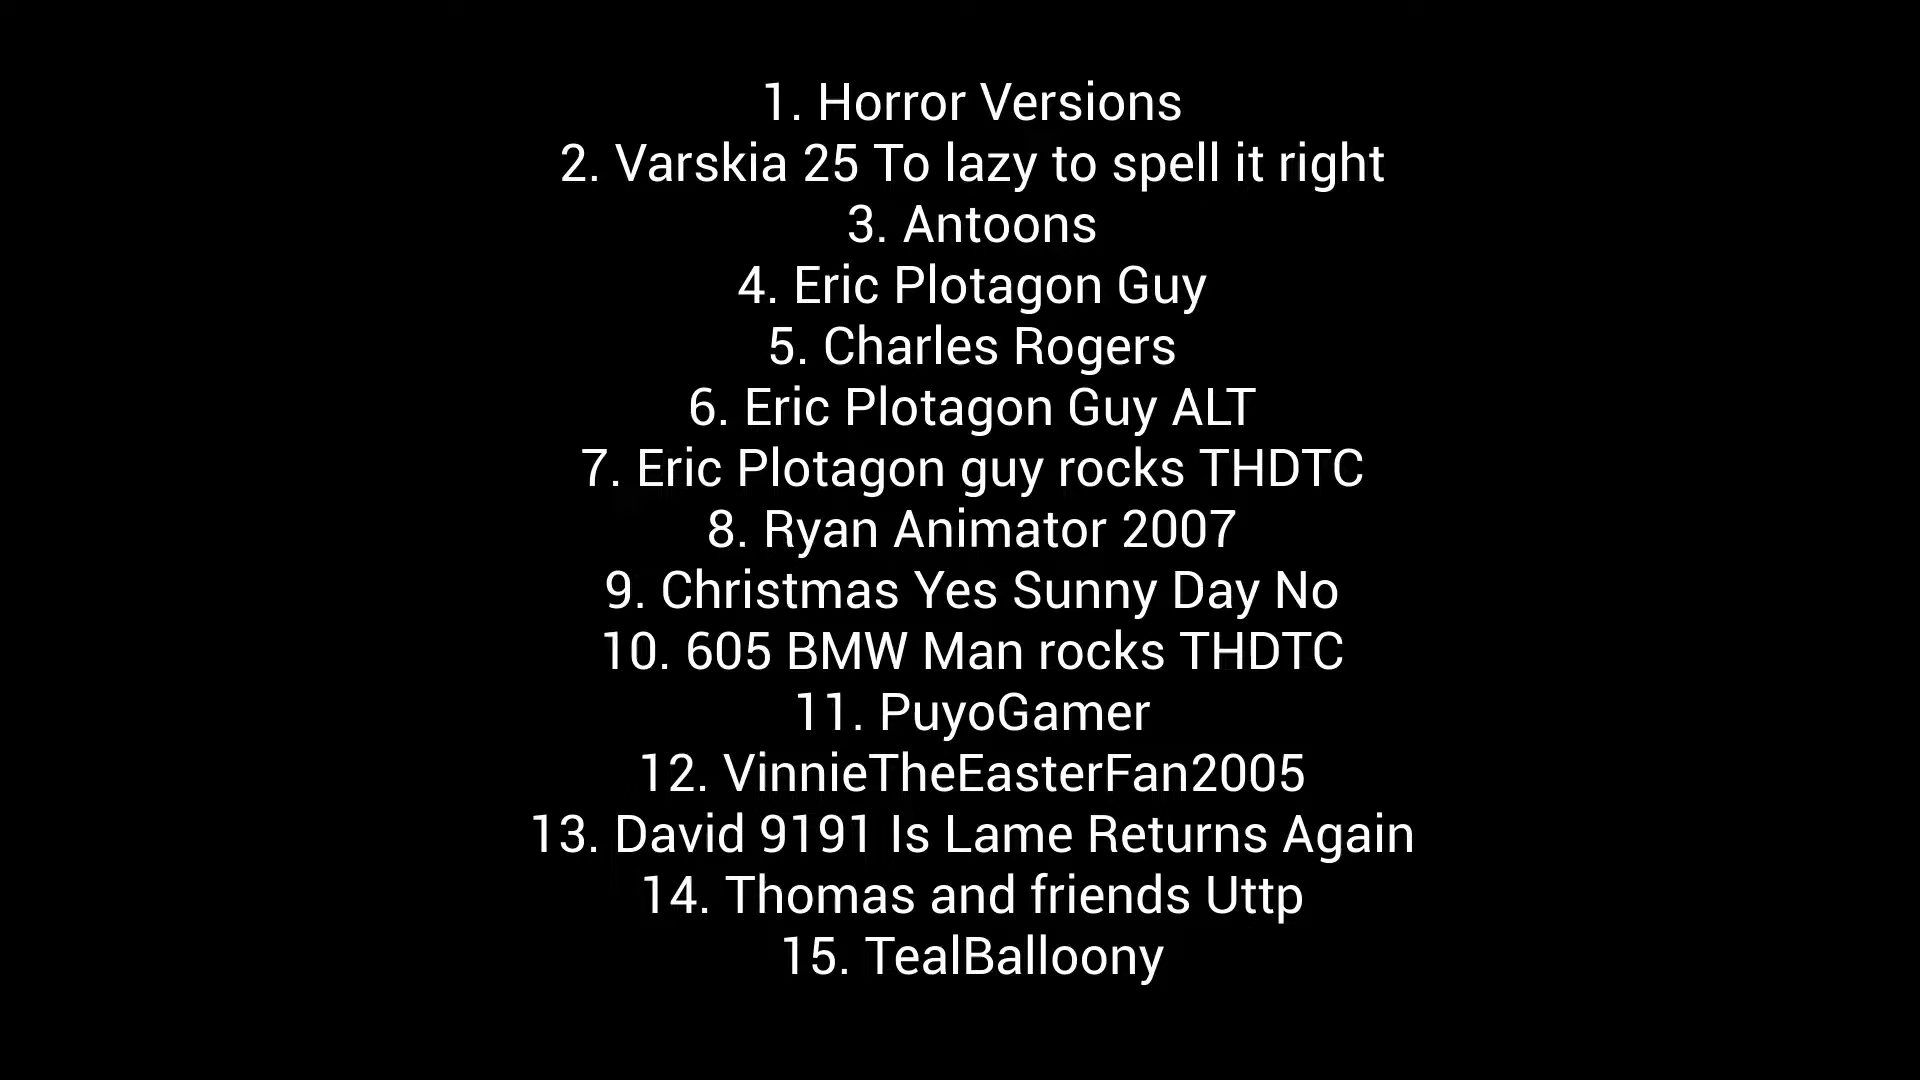 1. Horror Versions
2. Varskia 25 To lazy to spell it right
3. Antoons
4. Eric Plotagon Guy
5. Charles Rogers
6. Eric Plotagon Guy ALT
7. Eric Plotagon guy rocks THDTC
8. Ryan Animator 2007
9. Christmas Yes Sunny Day No
10. 605 BMW Man rocks THDTC
11. PuyoGamer
12. VinnieTheEasterFan2005
13. David 9191 Is Lame Returns Again
14. Thomas and friends Uttp
15. TealBalloony